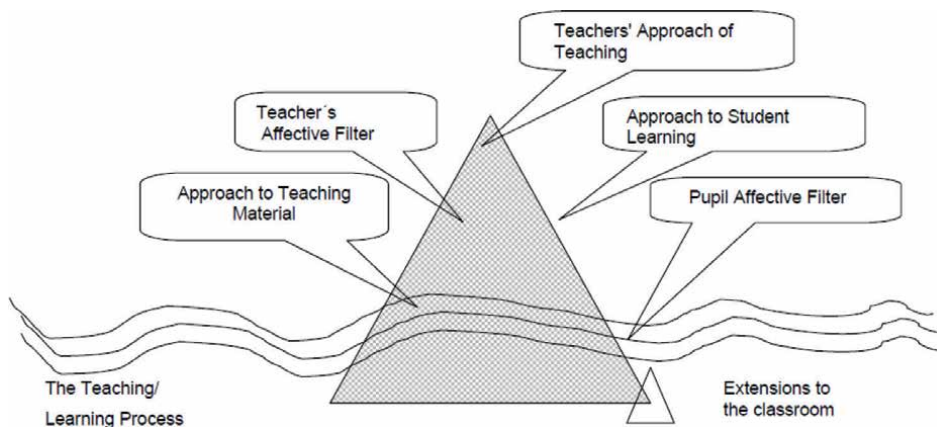 Teachers' Approach of
Teaching
Teacher´s
Affective Filter
Approach to Student
Learning
Approach to Teaching
Material
Pupil Affective Filter
The Teaching/
Learning Process
Extensions to
the classroom